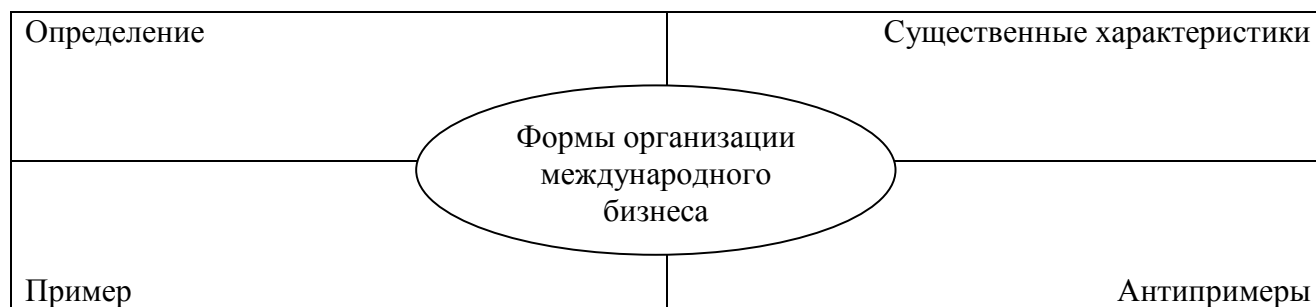 Определение
Существенные характеристики
Формы организации
международного
бизнеса
Пример
Антипримеры